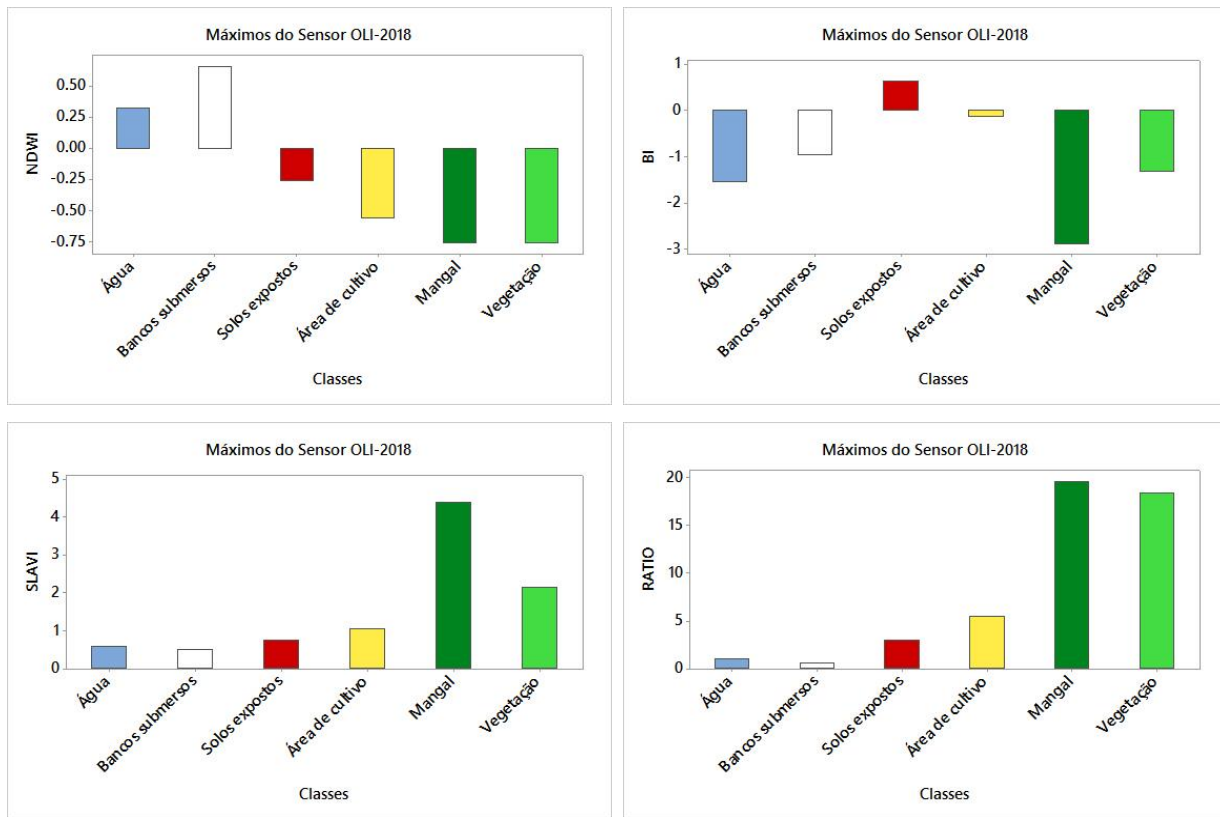 Máximos do Sensor OLI-2018
NDWI
0.50
0.25
0.00
-0.25
-0.50
-0.75
Água
Bancos submersos
Solos expostos
Área de cultivo
Mangal
Vegetação
Classes
Máximos do Sensor OLI-2018
BI
1
0
-1
-2
-3
Água
Bancos submersos
Solos expostos
Área de cultivo
Mangal
Vegetação
Classes
Máximos do Sensor OLI-2018
SLAVI
5
4
3
2
1
0
Água
Bancos submersos
Solos expostos
Área de cultivo
Mangal
Vegetação
Classes
Máximos do Sensor OLI-2018
RATIO
20
15
10
5
0
Água
Bancos submersos
Solos expostos
Área de cultivo
Mangal
Vegetação
Classes